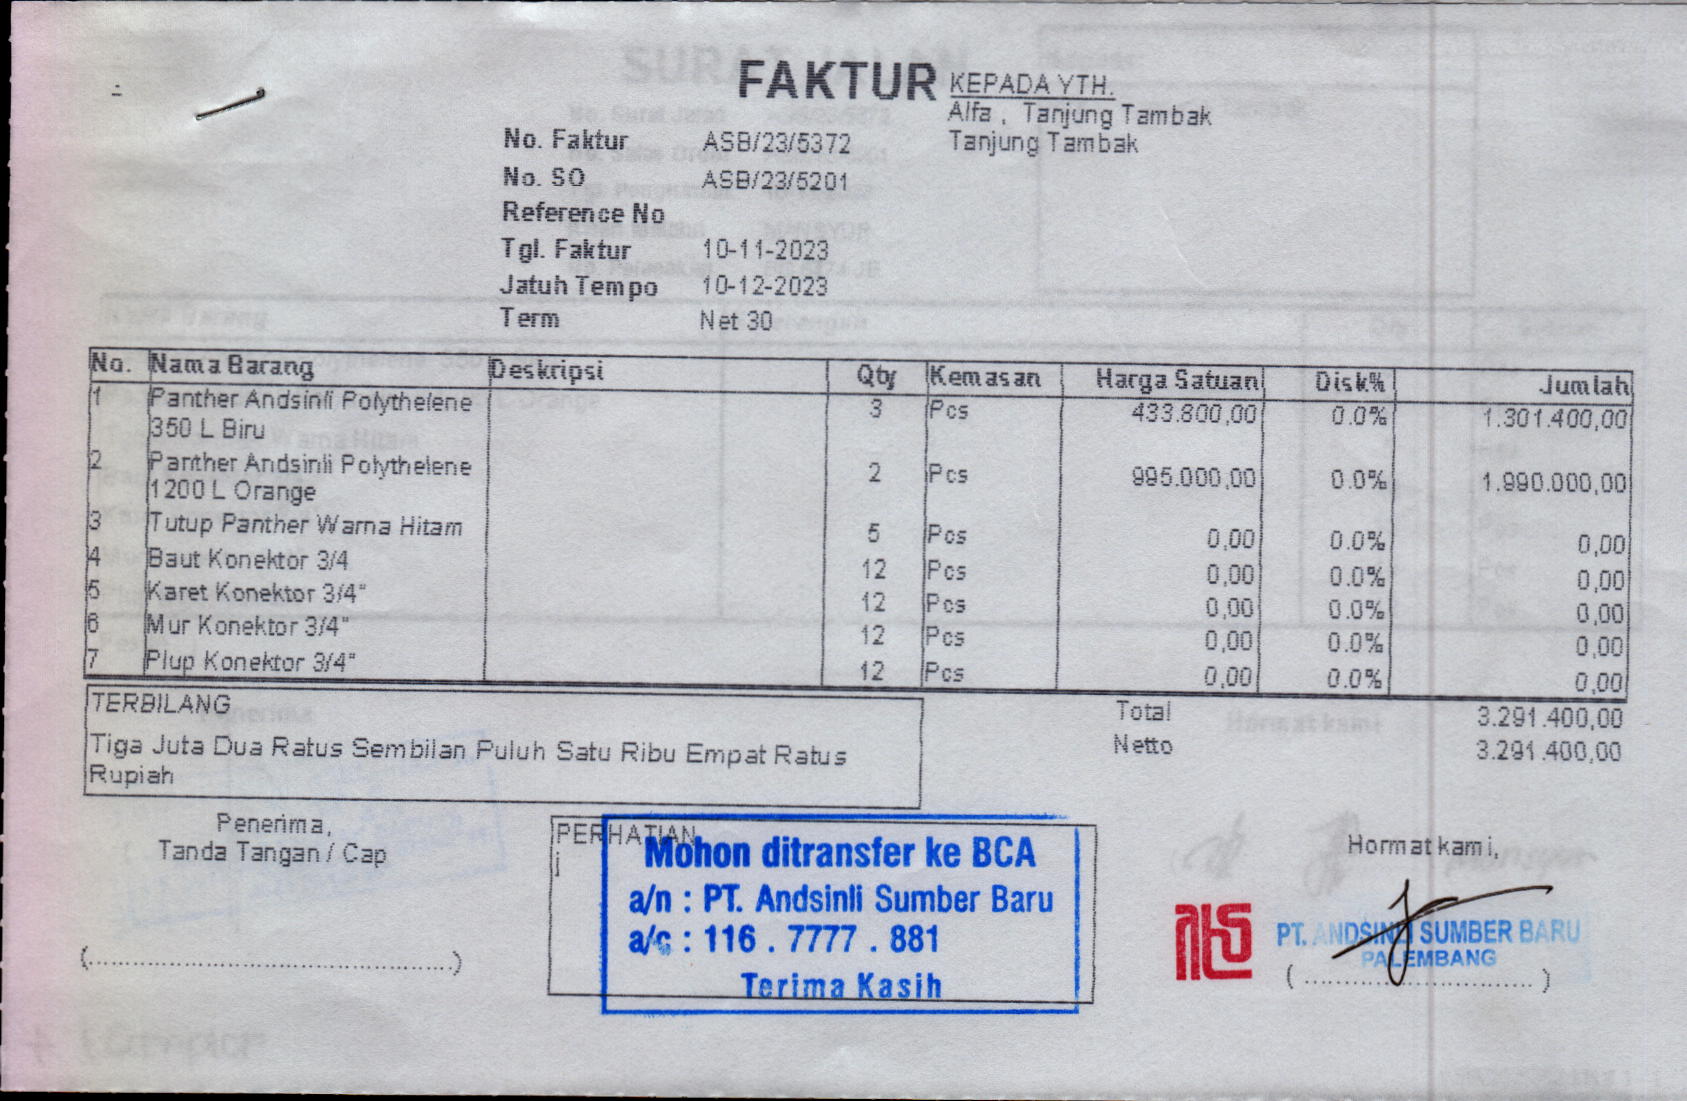 FAKTUR
KEPADA YTH.
Alfa , Tanjung Tambak
Tanjung Tambak
No. Faktur ASB/23/5372
No. SO ASB/23/5201
Reference No
Tgl. Faktur 10-11-2023
Jatuh Tempo 10-12-2023
Term Net 30
No. Nama Barang Deskripsi Qty Kemasan Harga Satuan Disk% Jumlah
1 Panther Andsinli Polythelene 3 Pcs 433.800,00 0.0% 1.301.400,00
350 L Biru
2 Panther Andsinli Polythelene 2 Pcs 995.000,00 0.0% 1.990.000,00
1200 L Orange
3 Tutup Panther Warna Hitam 5 Pcs 0,00 0.0% 0,00
4 Baut Konektor 3/4 12 Pcs 0,00 0.0% 0,00
5 Karet Konektor 3/4" 12 Pcs 0,00 0.0% 0,00
6 Mur Konektor 3/4" 12 Pcs 0,00 0.0% 0,00
7 Plup Konektor 3/4" 12 Pcs 0,00 0.0% 0,00
TERBILANG
Tiga Juta Dua Ratus Sembilan Puluh Satu Ribu Empat Ratus
Rupiah
Total 3.291.400,00
Netto 3.291.400,00
Penerima,
Tanda Tangan / Cap
(..............................................)
PERHATIAN
j
Mohon ditransfer ke BCA
a/n : PT. Andsinli Sumber Baru
a/c : 116 . 7777 . 881
Terima Kasih
Hormat kami,
PT. ANDSINLI SUMBER BARU
PALEMBANG
( ............................. )